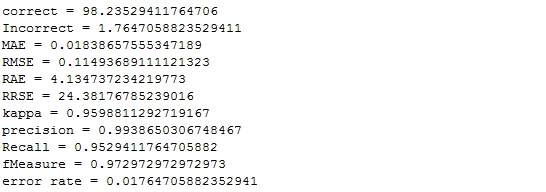 correct = 98.23529411764706
Incorrect = 1.7647058823529411
MAE = 0.01838657555347189
RMSE = 0.11493689111121323
RAE = 4.134737234219773
RRSE = 24.38176785239016
kappa = 0.9598811292719167
precision = 0.9938650306748467
Recall = 0.9529411764705882
fMeasure = 0.972972972972973
error rate = 0.01764705882352941